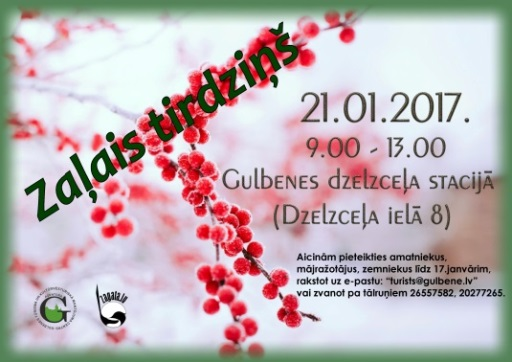 Zaļais tirdziņš
21.01.2017.
9.00 - 13.00
Gulbenes dzelzceļa stacijā
(Dzelzceļa ielā 8)
Aicinām pieteikties amatniekus,
mājražotājus, zemniekus līdz 17.janvārim,
rakstot uz e-pastu: "turists@gulbene.lv"
vai zvanot pa tālruņiem 26557582, 20277265.